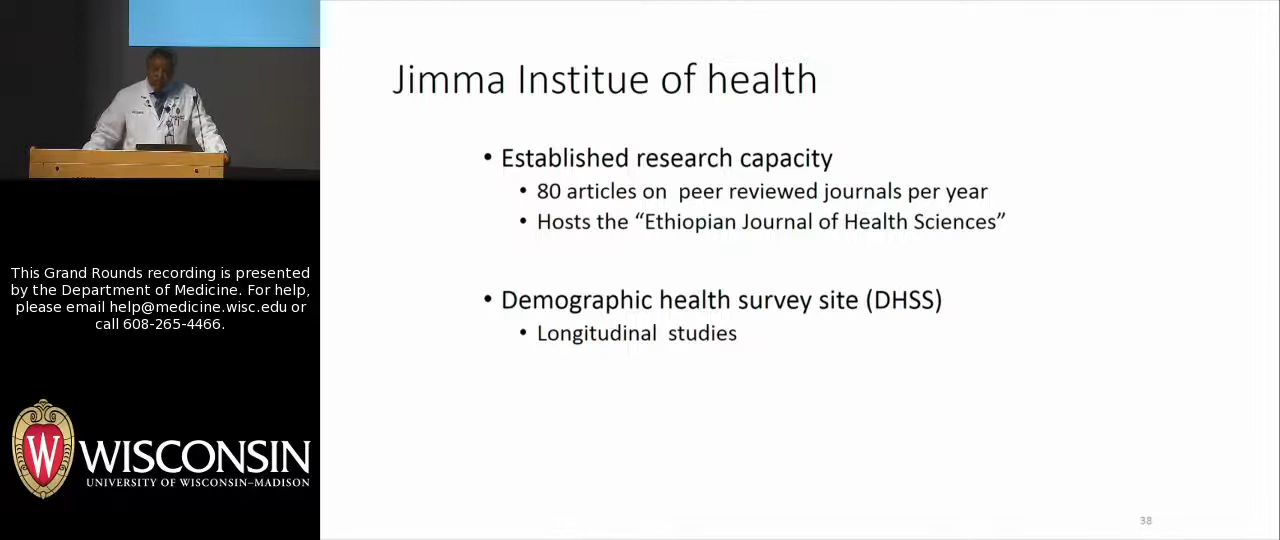 Jimma Institue of health
• Established research capacity
• 80 articles on peer reviewed journals per year
• Hosts the “Ethiopian Journal of Health Sciences”
• Demographic health survey site (DHSS)
• Longitudinal studies
38
This Grand Rounds recording is presented
by the Department of Medicine. For help,
please email help@medicine.wisc.edu or
call 608-265-4466.
W
WISCONSIN
UNIVERSITY OF WISCONSIN–MADISON